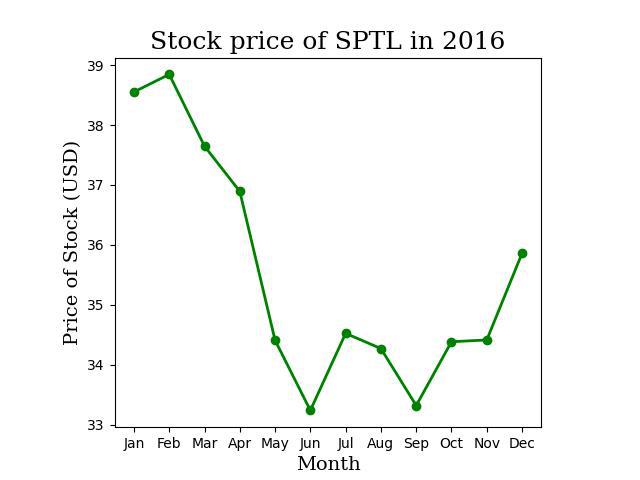 Stock price of SPTL in 2016
Price of Stock (USD)
39
38
37
36
35
34
33
Jan Feb Mar Apr May Jun Jul Aug Sep Oct Nov Dec
Month